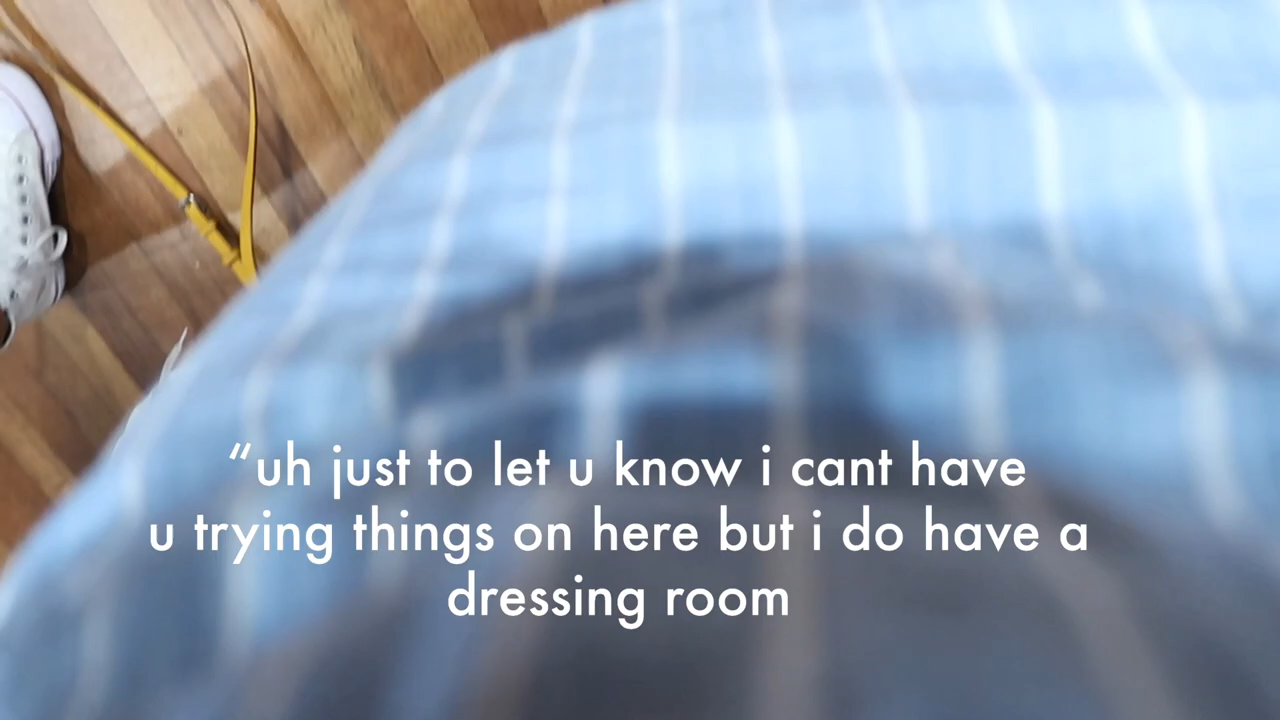 “uh just to let u know i cant have
u trying things on here but i do have a
dressing room